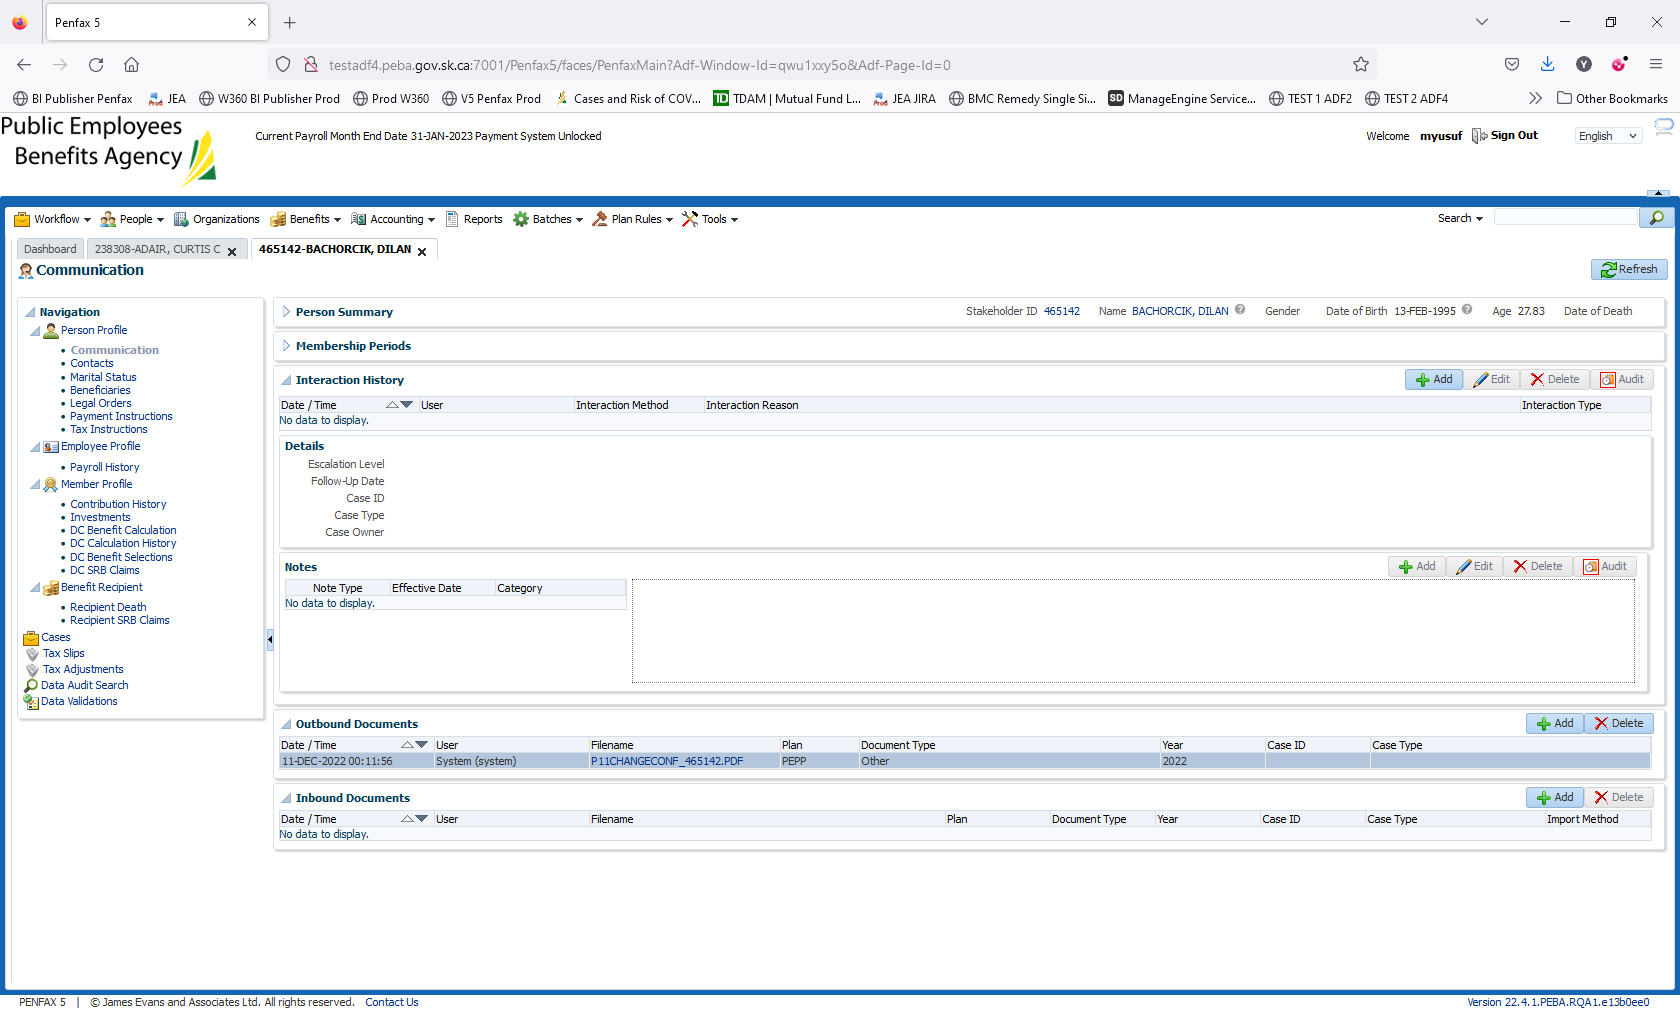 Penfax 5
testadf4.peba.gov.sk.ca:7001/Penfax5/faces/PenfaxMain?Adf-Window-Id=qwu1xxy5o&Adf-Page-Id=0
BI Publisher Penfax JEA W360 BI Publisher Prod Prod W360 V5 Penfax Prod Cases and Risk of COV... TD TDAM | Mutual Fund L... JEA JIRA BMC Remedy Single Si... SD ManageEngine Service... TEST 1 ADF2 TEST 2 ADF4 Other Bookmarks
Public Employees
Benefits Agency
Current Payroll Month End Date 31-JAN-2023 Payment System Unlocked
Welcome myusuf Sign Out English
Workflow People Organizations Benefits Accounting Reports Batches Plan Rules Tools Search
Dashboard 238308-ADAIR, CURTIS C 465142-BACHORCIK, DILAN
Communication
Refresh
Navigation
Person Profile
Communication
Contacts
Marital Status
Beneficiaries
Legal Orders
Payment Instructions
Tax Instructions
Employee Profile
Payroll History
Member Profile
Contribution History
Investments
DC Benefit Calculation
DC Calculation History
DC Benefit Selections
DC SRB Claims
Benefit Recipient
Recipient Death
Recipient SRB Claims
Cases
Tax Slips
Tax Adjustments
Data Audit Search
Data Validations
Person Summary Stakeholder ID 465142 Name BACHORCIK, DILAN Gender Date of Birth 13-FEB-1995 Age 27.83 Date of Death
Membership Periods
Interaction History Add Edit Delete Audit
Date / Time User Interaction Method Interaction Reason Interaction Type
No data to display.
Details
Escalation Level
Follow-Up Date
Case ID
Case Type
Case Owner
Notes Add Edit Delete Audit
Note Type Effective Date Category
No data to display.
Outbound Documents Add Delete
Date / Time User Filename Plan Document Type Year Case ID Case Type
11-DEC-2022 00:11:56 System (system) P11CHANGECONF_465142.PDF PEPP Other 2022
Inbound Documents Add Delete
Date / Time User Filename Plan Document Type Year Case ID Case Type Import Method
No data to display.
PENFAX 5 | © James Evans and Associates Ltd. All rights reserved. Contact Us
Version 22.4.1.PEBA.RQA1.e13b0ee0